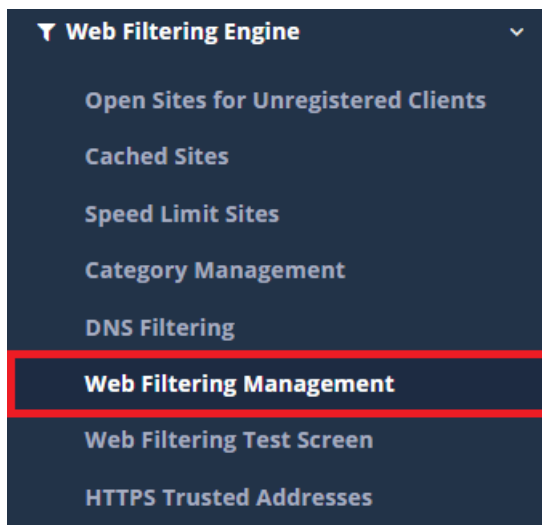 Web Filtering Engine
Open Sites for Unregistered Clients
Cached Sites
Speed Limit Sites
Category Management
DNS Filtering
Web Filtering Management
Web Filtering Test Screen
HTTPS Trusted Addresses